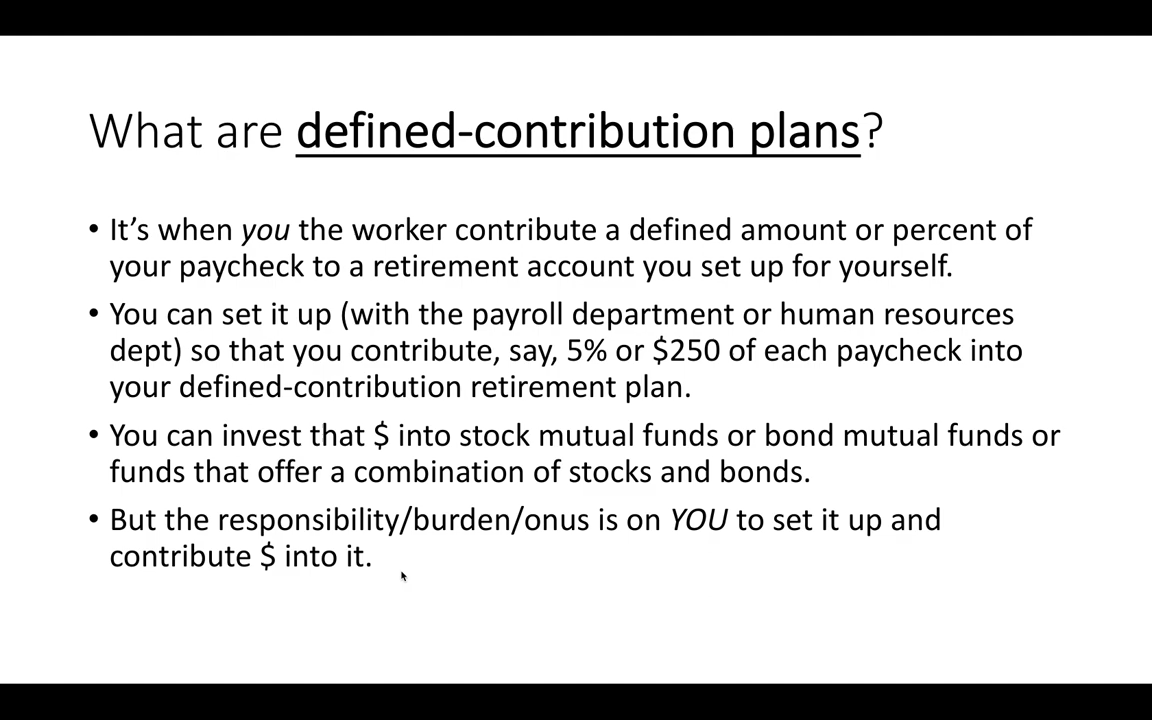 What are defined-contribution plans?
• It’s when you the worker contribute a defined amount or percent of
your paycheck to a retirement account you set up for yourself.
• You can set it up (with the payroll department or human resources
dept) so that you contribute, say, 5% or $250 of each paycheck into
your defined-contribution retirement plan.
• You can invest that $ into stock mutual funds or bond mutual funds or
funds that offer a combination of stocks and bonds.
• But the responsibility/burden/onus is on YOU to set it up and
contribute $ into it.